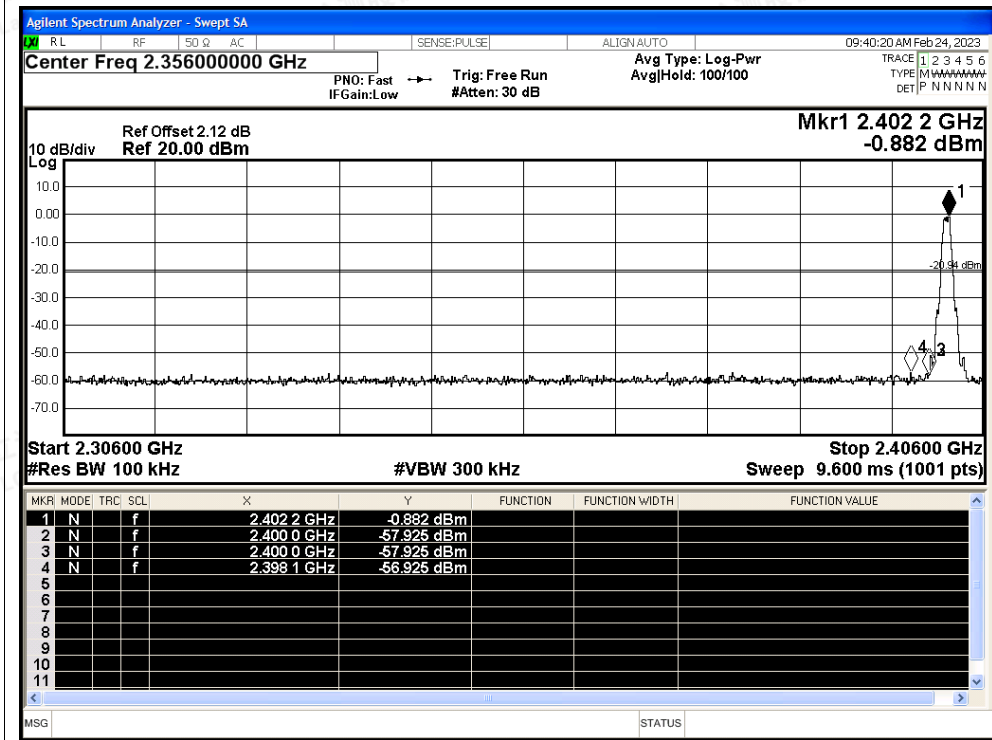 Agilent Spectrum Analyzer - Swept SA
LXI RL RF 50 Ω AC SENSE:PULSE ALIGNAUTO 09:40:20 AM Feb 24, 2023
Center Freq 2.356000000 GHz
PNO: Fast
IFGain:Low
Trig: Free Run
#Atten: 30 dB
Avg Type: Log-Pwr
Avg|Hold: 100/100
TRACE 1 2 3 4 5 6
TYPE M
DET P N N N N N
Mkr1 2.402 2 GHz
-0.882 dBm
Ref Offset 2.12 dB
10 dB/div Ref 20.00 dBm
Log
10.0
0.00
-10.0
-20.0
-30.0
-40.0
-50.0
-60.0
-70.0
1
-20.94 dBm
4 3
Start 2.30600 GHz Stop 2.40600 GHz
#Res BW 100 kHz #VBW 300 kHz Sweep 9.600 ms (1001 pts)
MKR MODE TRC SCL X Y FUNCTION FUNCTION WIDTH FUNCTION VALUE
1 N f 2.402 2 GHz -0.882 dBm
2 N f 2.400 0 GHz -57.925 dBm
3 N f 2.400 0 GHz -57.925 dBm
4 N f 2.398 1 GHz -56.925 dBm
5
6
7
8
9
10
11
MSG STATUS